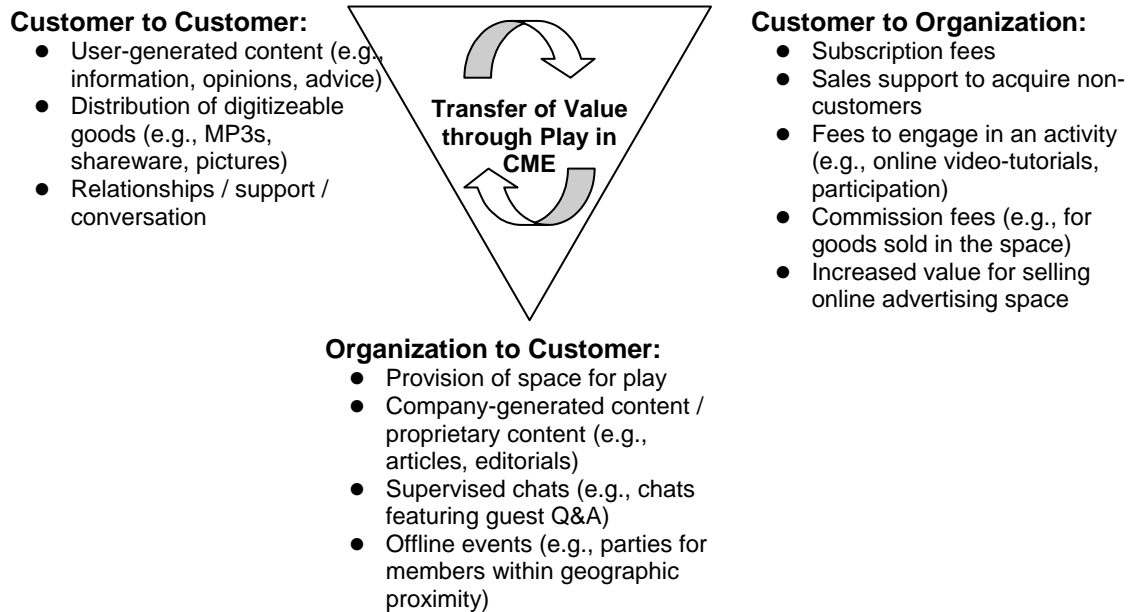 Customer to Customer:
● User-generated content (e.g.,
information, opinions, advice)
● Distribution of digitizeable
goods (e.g., MP3s,
shareware, pictures)
● Relationships / support /
conversation
Transfer of Value
through Play in
CME
Customer to Organization:
● Subscription fees
● Sales support to acquire non-
customers
● Fees to engage in an activity
(e.g., online video-tutorials,
participation)
● Commission fees (e.g., for
goods sold in the space)
● Increased value for selling
online advertising space
Organization to Customer:
● Provision of space for play
● Company-generated content /
proprietary content (e.g.,
articles, editorials)
● Supervised chats (e.g., chats
featuring guest Q&A)
● Offline events (e.g., parties for
members within geographic
proximity)